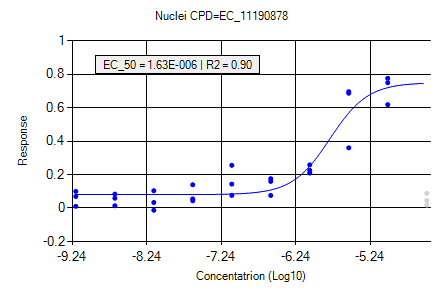 Nuclei CPD=EC_11190878
EC_50 = 1.63E-006 | R2 = 0.90
Response
1
0.8
0.6
0.4
0.2
0
-0.2
-9.24 -8.24 -7.24 -6.24 -5.24
Concentatrion (Log10)